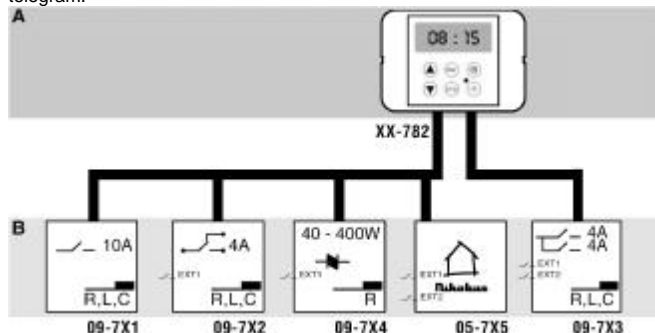 telegram.
A
08 : 15
XX-782
B
10A
R,L,C
09-7X1
4A
EXT1
R,L,C
09-7X2
40 - 400W
EXT1
R
09-7X4
EXT1
EXT2
Nikobus
05-7X5
4A
4A
EXT1
EXT2
R,L,C
09-7X3